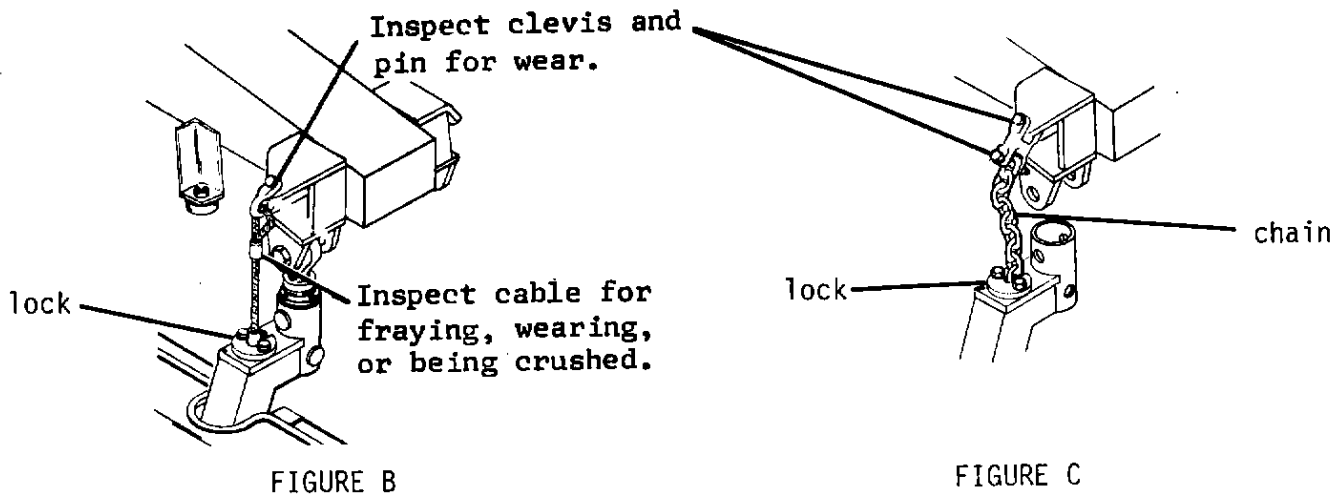 Inspect clevis and
pin for wear.
lock
Inspect cable for
fraying, wearing,
or being crushed.
FIGURE B
lock
chain
FIGURE C